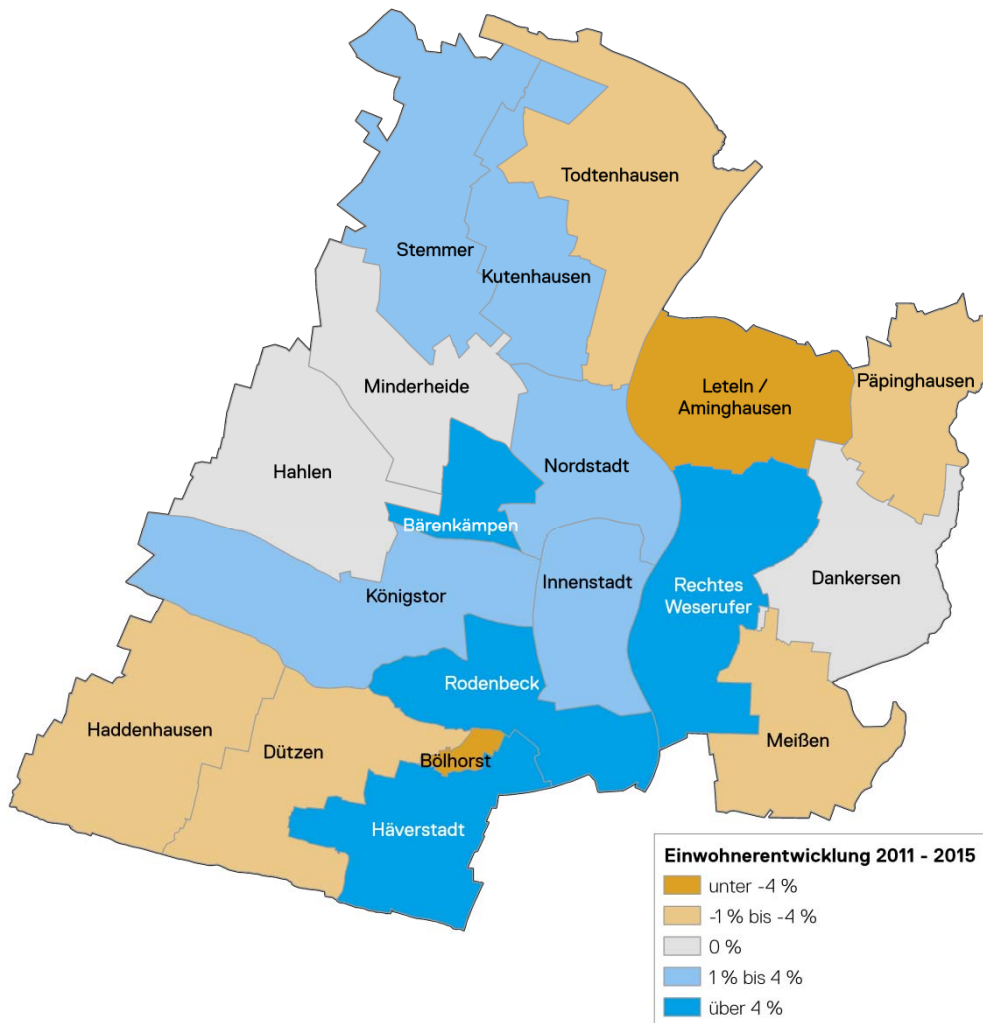 Todtenhausen
Stemmer
Kutenhausen
Minderheide
Leteln /
Aminghausen
Päpinghausen
Hahlen
Nordstadt
Bärenkämpen
Königstor
Innenstadt
Rechtes
Weserufer
Dankersen
Rodenbeck
Haddenhausen
Dützen
Bölhorst
Meißen
Häverstadt
Einwohnerentwicklung 2011 - 2015
unter -4 %
-1 % bis -4 %
0 %
1 % bis 4 %
über 4 %